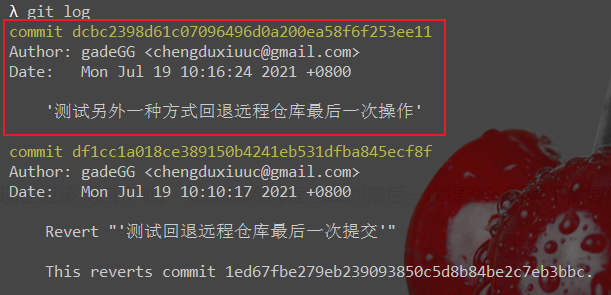 λ git log
commit dcbc2398d61c07096496d0a200ea58f6f253ee11
Author: gadeGG <chengduxiuuc@gmail.com>
Date:   Mon Jul 19 10:16:24 2021 +0800
'测试另外一种方式回退远程仓库最后一次操作'
commit df1cc1a018ce389150b4241eb531dfba845ecf8f
Author: gadeGG <chengduxiuuc@gmail.com>
Date:   Mon Jul 19 10:10:17 2021 +0800
Revert "'测试回退远程仓库最后一次提交'"
This reverts commit 1ed67fbe279eb239093850c5d8b84be2c7eb3bbc.